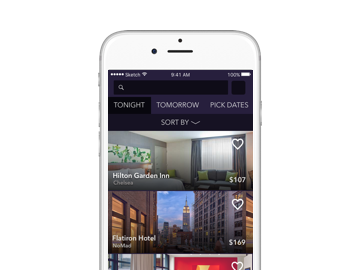 Sketch 9:41 AM 100%
TONIGHT TOMORROW PICK DATES
SORT BY
Hilton Garden Inn
Chelsea $107
Flatiron Hotel
NoMad $169